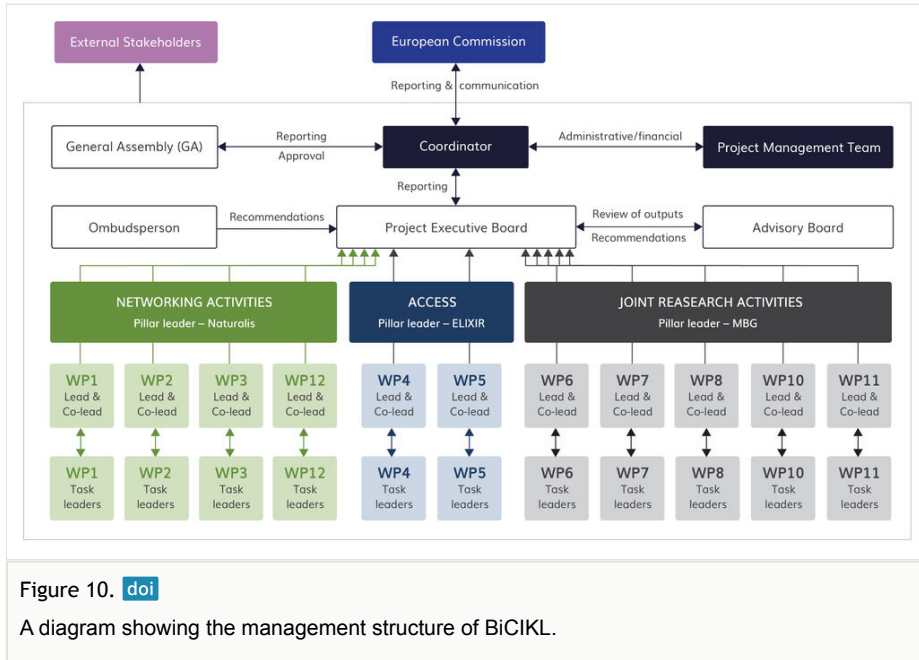 External Stakeholders
European Commission
Reporting & communication
General Assembly (GA)
Reporting
Approval
Coordinator
Administrative/financial
Project Management Team
Reporting
Ombudsperson
Recommendations
Project Executive Board
Review of outputs
Recommendations
Advisory Board
NETWORKING ACTIVITIES
Pillar leader – Naturalis
ACCESS
Pillar leader – ELIXIR
JOINT REASEARCH ACTIVITIES
Pillar leader – MBG
WP1
Lead &
Co-lead
WP2
Lead &
Co-lead
WP3
Lead &
Co-lead
WP12
Lead &
Co-lead
WP4
Lead &
Co-lead
WP5
Lead &
Co-lead
WP6
Lead &
Co-lead
WP7
Lead &
Co-lead
WP8
Lead &
Co-lead
WP10
Lead &
Co-lead
WP11
Lead &
Co-lead
WP1
Task
leaders
WP2
Task
leaders
WP3
Task
leaders
WP12
Task
leaders
WP4
Task
leaders
WP5
Task
leaders
WP6
Task
leaders
WP7
Task
leaders
WP8
Task
leaders
WP10
Task
leaders
WP11
Task
leaders
Figure 10. doi
A diagram showing the management structure of BiCIKL.